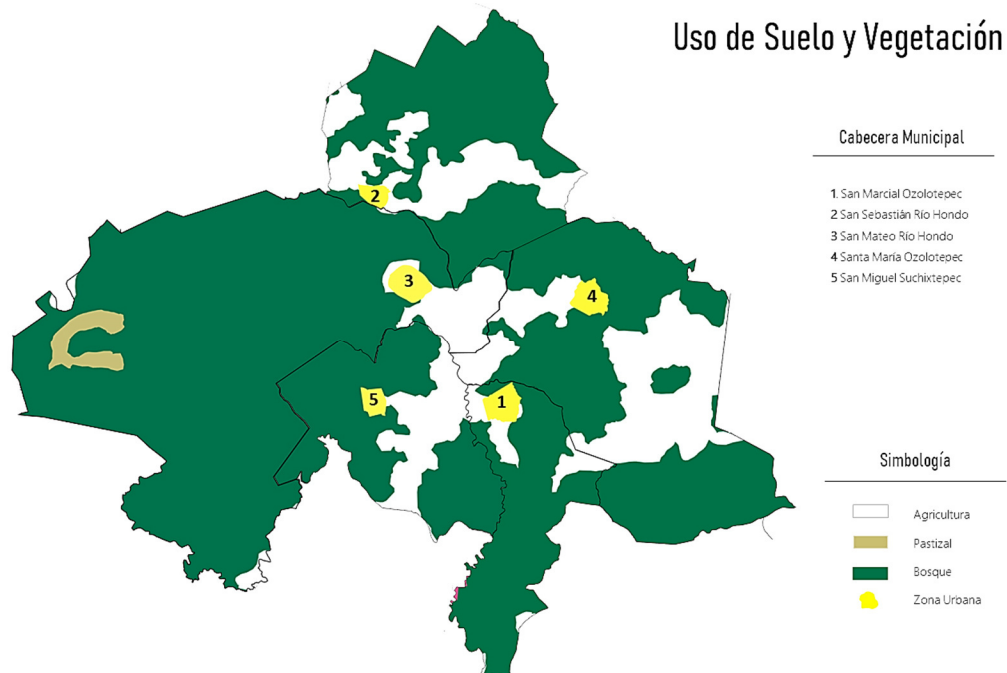 Uso de Suelo y Vegetación
Cabecera Municipal
1. San Marcial Ozolotepec
2 San Sebastián Río Hondo
3 San Mateo Río Hondo
4 Santa María Ozolotepec
5 San Miguel Suchixtepec
2
3
4
5
1
Simbología
Agricultura
Pastizal
Bosque
Zona Urbana